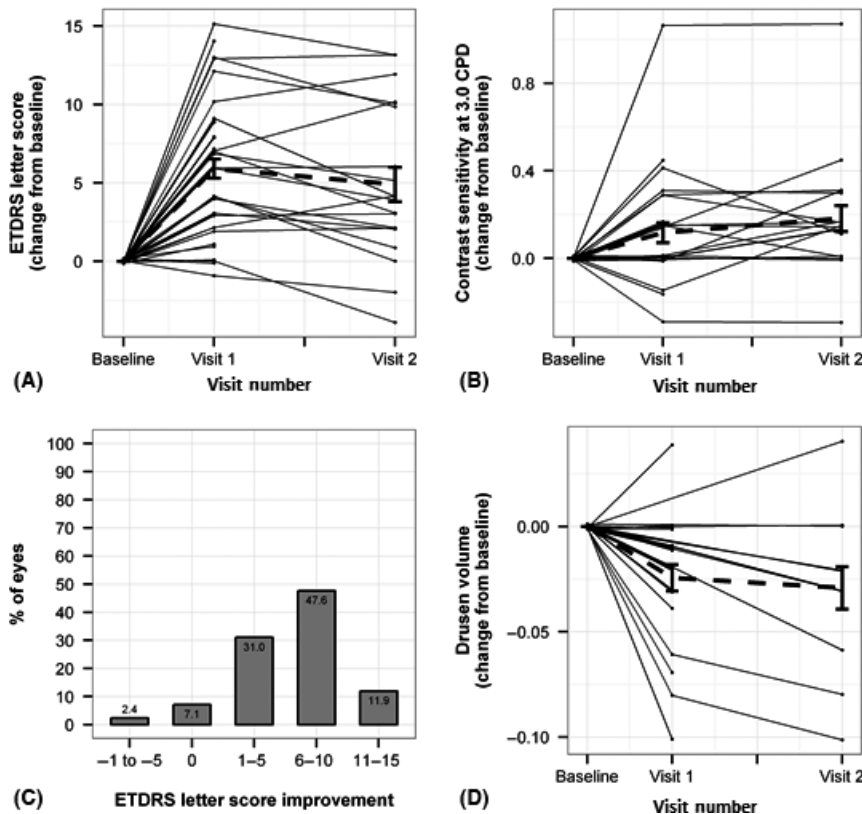 ETDRS letter score
(change from baseline)
15
10
5
0
Baseline
Visit 1
Visit 2
(A)
Visit number
Contrast sensitivity at 3.0 CPD
(change from baseline)
0.8
0.4
0.0
Baseline
Visit 1
Visit 2
(B)
Visit number
% of eyes
100
90
80
70
60
50
40
30
20
10
0
2.4
7.1
31.0
47.6
11.9
–1 to –5
0
1–5
6–10
11–15
(C)
ETDRS letter score improvement
Drusen volume
(change from baseline)
0.00
−0.05
−0.10
Baseline
Visit 1
Visit 2
(D)
Visit number